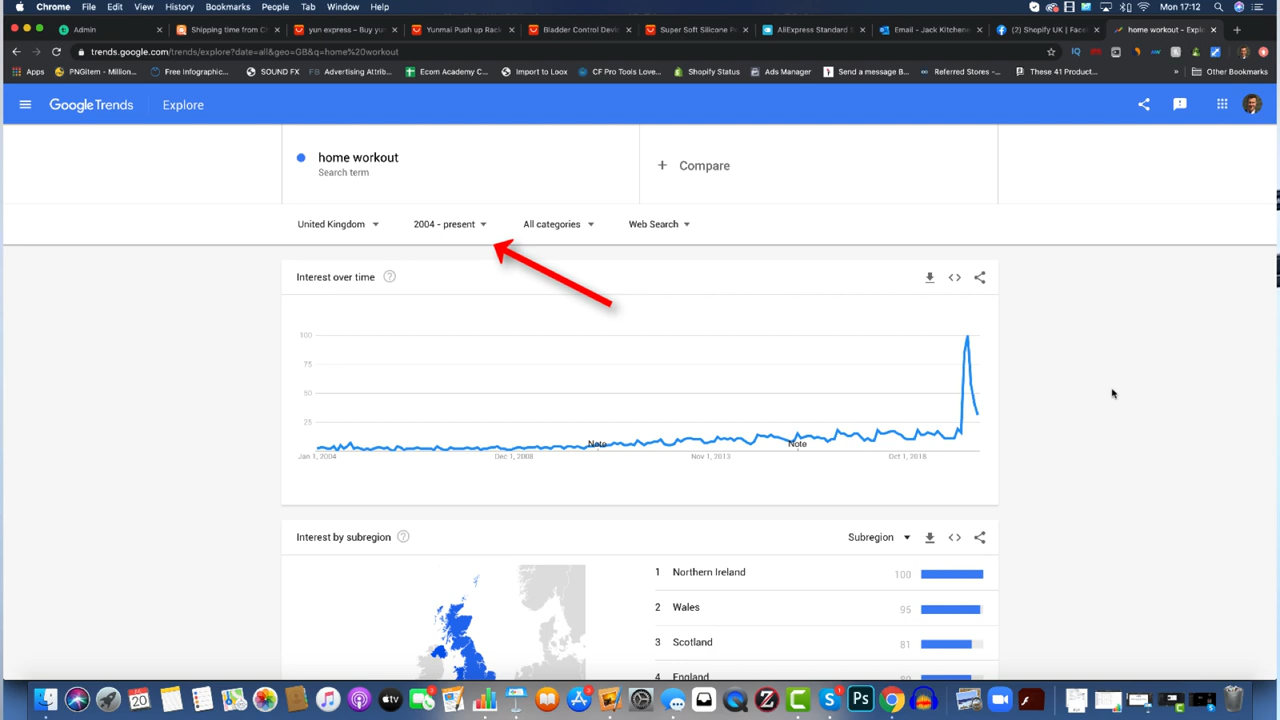 Chrome File Edit View History Bookmarks People Tab Window Help Mon 17:12
Admin Shipping time from C yun express – Buy yun Yunmai Push up Rack Bladder Control Devi Super Soft Silicone F AliExpress Standard S Email - Jack Kitchene (2) Shopify UK | Face home workout – Explo
trends.google.com/trends/explore?date=all&geo=GB&q=home%20workout
Apps PNGitem - Million... Free Infographic... SOUND FX Advertising Attrib... Ecom Academy C... Import to Loox CF Pro Tools Love... Shopify Status Ads Manager Send a message B... Referred Stores -... These 41 Product... » Other Bookmarks
Google Trends Explore
home workout
Search term
+ Compare
United Kingdom 2004 - present All categories Web Search
Interest over time
100
75
50
25
Note Note
Jan 1, 2004 Dec 1, 2008 Nov 1, 2013 Oct 1, 2018
Interest by subregion Subregion
1 Northern Ireland 100
2 Wales 95
3 Scotland 81
4 England 80
20 tv Ps